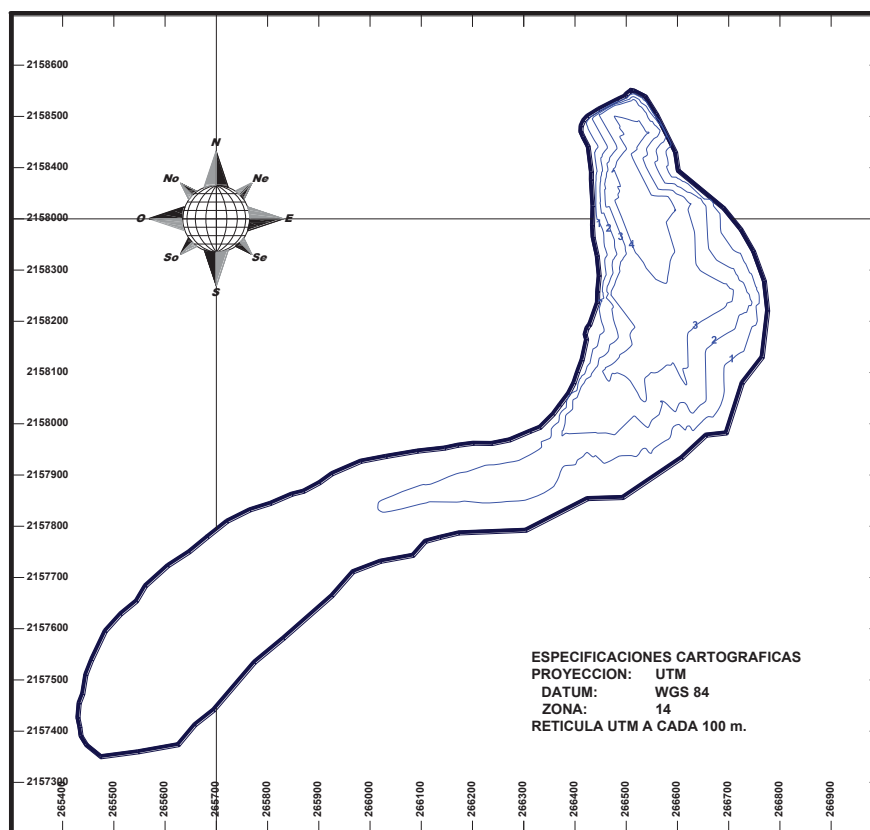 2158600
2158500
2158400
2158000
2158300
2158200
2158100
2158000
2157900
2157800
2157700
2157600
2157500
2157400
2157300
N
No
Ne
O
E
So
Se
S
1
2
3
4
3
2
1
ESPECIFICACIONES CARTOGRAFICAS
PROYECCION: UTM
DATUM: WGS 84
ZONA: 14
RETICULA UTM A CADA 100 m.
265400
265500
265600
265700
265800
265900
266000
266100
266200
266300
266400
266500
266600
266700
266800
266900